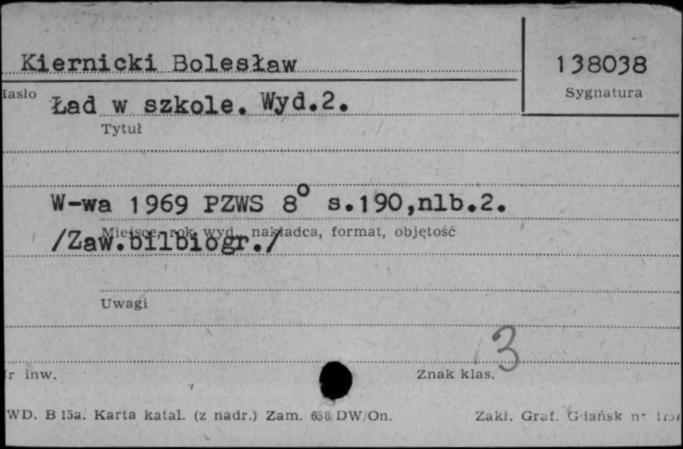 Kiernicki Bolesław
138038
Hasło
Sygnatura
Ład w szkole. Wyd.2.
Tytuł
W-wa 1969 PZWS 8° s.190,nlb.2.
Miejsce, rok wyd., nakładca, format, objętość
/Zaw.bilbiogr./
Uwagi
3
Nr inw.
Znak klas.
WD. B 15a. Karta katal. (z nadr.) Zam. DW/On.
Zakł. Graf. Gdańsk